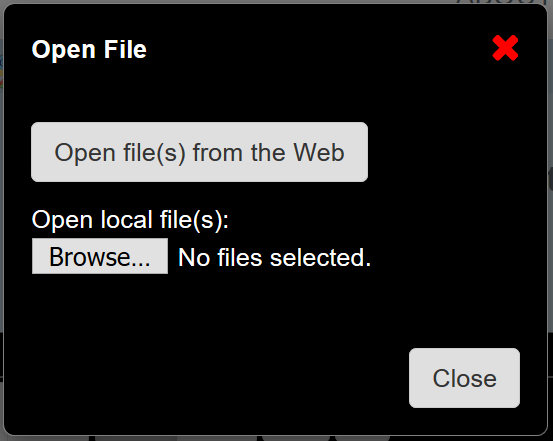 Open File
Open file(s) from the Web
Open local file(s):
Browse... No files selected.
Close